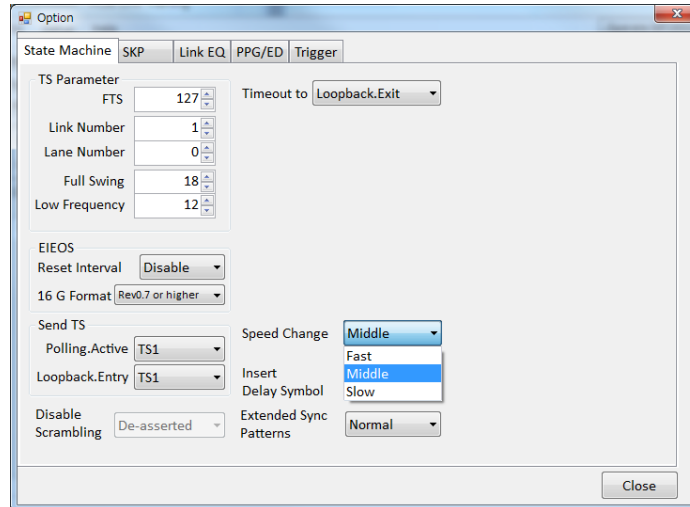 Option
State Machine SKP Link EQ PPG/ED Trigger
TS Parameter
FTS 127
Timeout to Loopback.Exit
Link Number 1
Lane Number 0
Full Swing 18
Low Frequency 12
EIEOS
Reset Interval Disable
16 G Format Rev0.7 or higher
Send TS
Polling.Active TS1
Loopback.Entry TS1
Speed Change Middle
Fast
Middle
Slow
Insert
Delay Symbol
Disable
Scrambling De-asserted
Extended Sync
Patterns Normal
Close